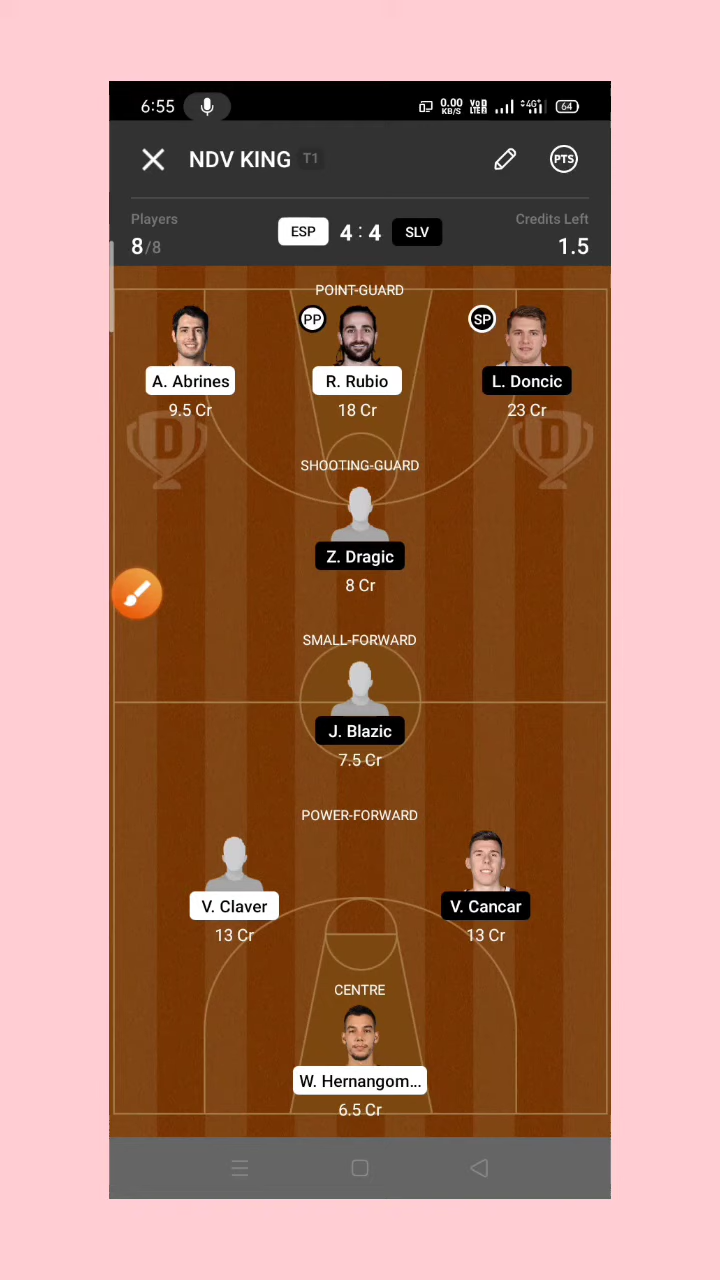 6:55 0.00 KB/S Vo LTE2 4G 64
NDV KING T1 PTS
Players Credits Left
8/8 ESP 4 : 4 SLV 1.5
POINT-GUARD
PP SP
A. Abrines R. Rubio L. Doncic
9.5 Cr 18 Cr 23 Cr
D D
SHOOTING-GUARD
Z. Dragic
8 Cr
SMALL-FORWARD
J. Blazic
7.5 Cr
POWER-FORWARD
V. Claver V. Cancar
13 Cr 13 Cr
CENTRE
W. Hernangom...
6.5 Cr